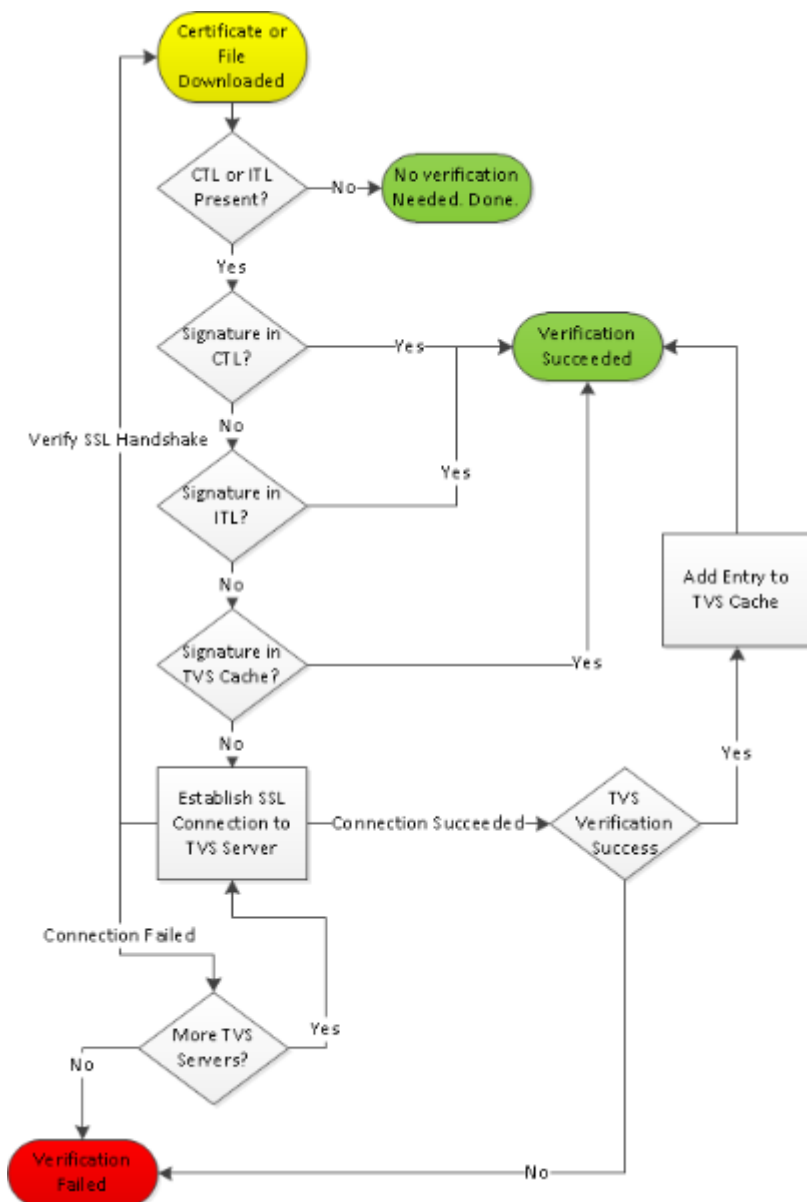 Certificate or
File
Downloaded
CTL or ITL
Present?
No
No verification
Needed. Done.
Yes
Signature in
CTL?
Yes
Verification
Succeeded
No
Verify SSL Handshake
Yes
Signature in
ITL?
No
Add Entry to
TVS Cache
Signature in
TVS Cache?
Yes
No
Yes
Establish SSL
Connection to
TVS Server
Connection Succeeded
TVS
Verification
Success
Connection Failed
More TVS
Servers?
Yes
No
Verification
Failed
No